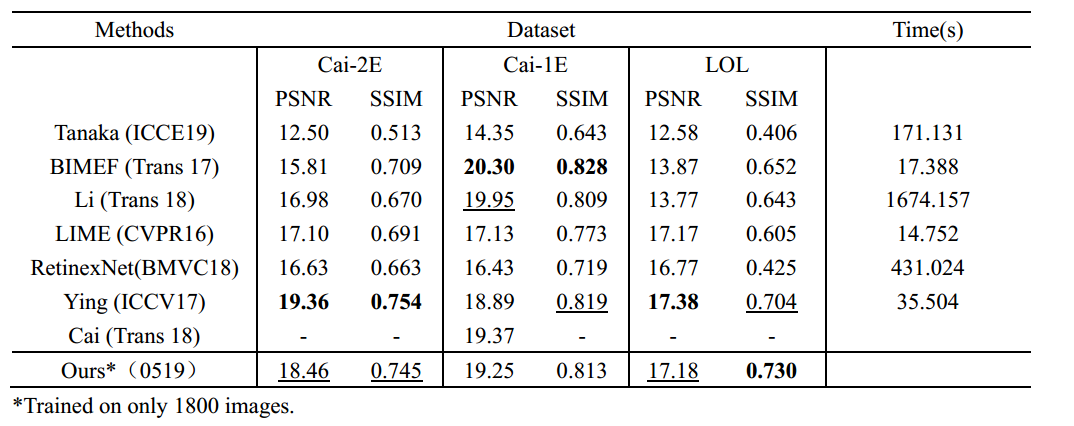 Methods Dataset Time(s)
Cai-2E Cai-1E LOL
PSNR SSIM PSNR SSIM PSNR SSIM
Tanaka (ICCE19) 12.50 0.513 14.35 0.643 12.58 0.406 171.131
BIMEF (Trans 17) 15.81 0.709 20.30 0.828 13.87 0.652 17.388
Li (Trans 18) 16.98 0.670 19.95 0.809 13.77 0.643 1674.157
LIME (CVPR16) 17.10 0.691 17.13 0.773 17.17 0.605 14.752
RetinexNet(BMVC18) 16.63 0.663 16.43 0.719 16.77 0.425 431.024
Ying (ICCV17) 19.36 0.754 18.89 0.819 17.38 0.704 35.504
Cai (Trans 18) - - 19.37 - - -
Ours*（0519） 18.46 0.745 19.25 0.813 17.18 0.730
*Trained on only 1800 images.